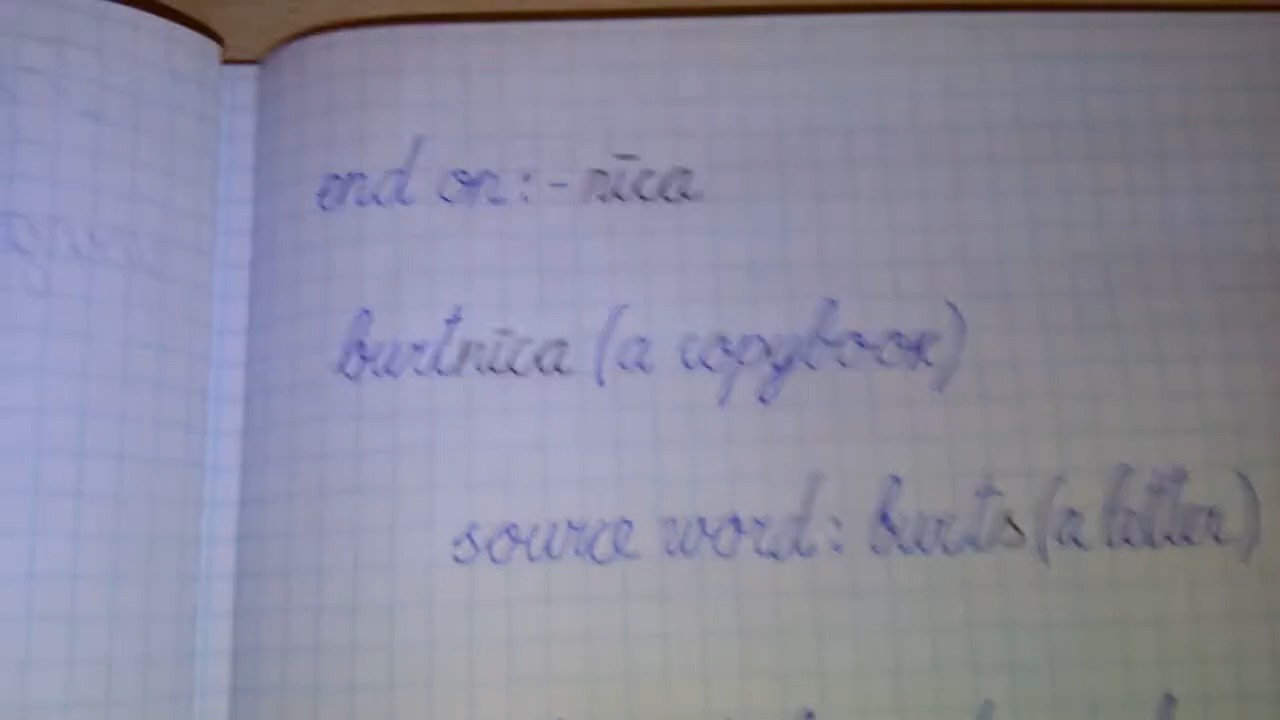 end on: -nīca
burtnīca (a copybook)
source word: burts (a letter)